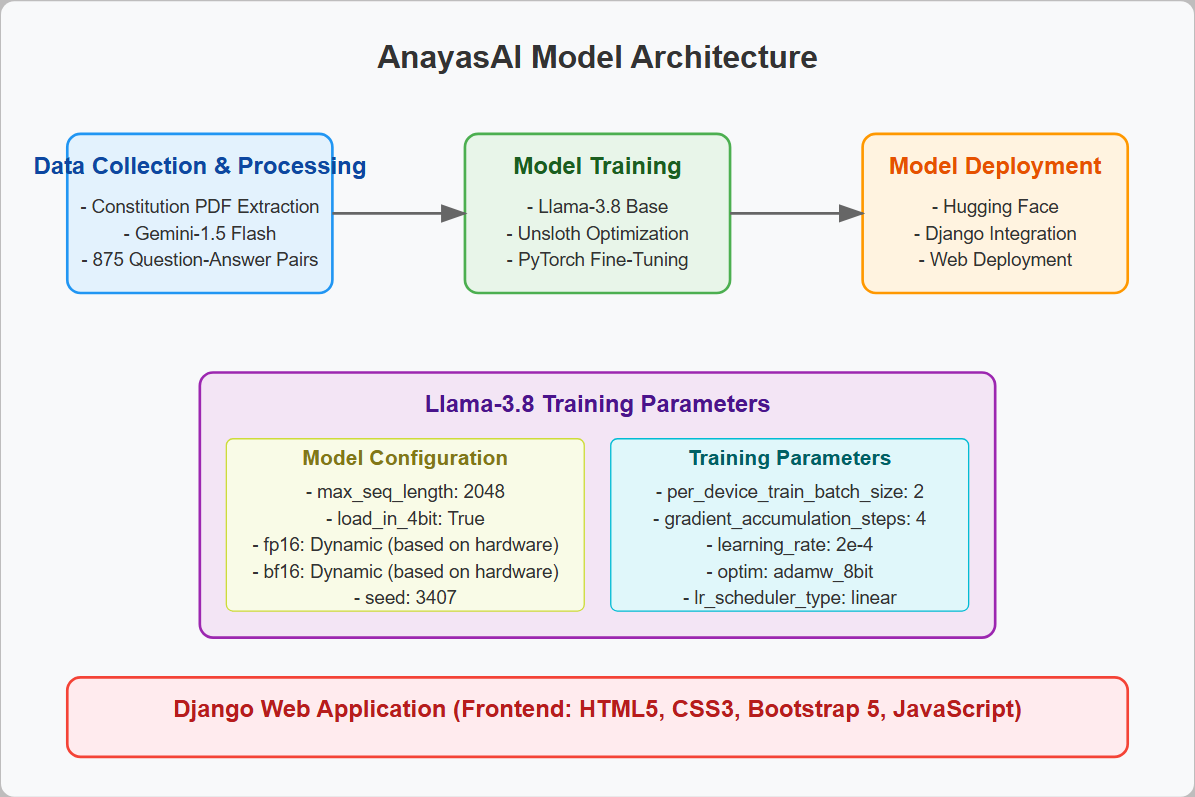 AnayasAI Model Architecture
Data Collection & Processing
- Constitution PDF Extraction
- Gemini-1.5 Flash
- 875 Question-Answer Pairs
Model Training
- Llama-3.8 Base
- Unsloth Optimization
- PyTorch Fine-Tuning
Model Deployment
- Hugging Face
- Django Integration
- Web Deployment
Llama-3.8 Training Parameters
Model Configuration
- max_seq_length: 2048
- load_in_4bit: True
- fp16: Dynamic (based on hardware)
- bf16: Dynamic (based on hardware)
- seed: 3407
Training Parameters
- per_device_train_batch_size: 2
- gradient_accumulation_steps: 4
- learning_rate: 2e-4
- optim: adamw_8bit
- lr_scheduler_type: linear
Django Web Application (Frontend: HTML5, CSS3, Bootstrap 5, JavaScript)